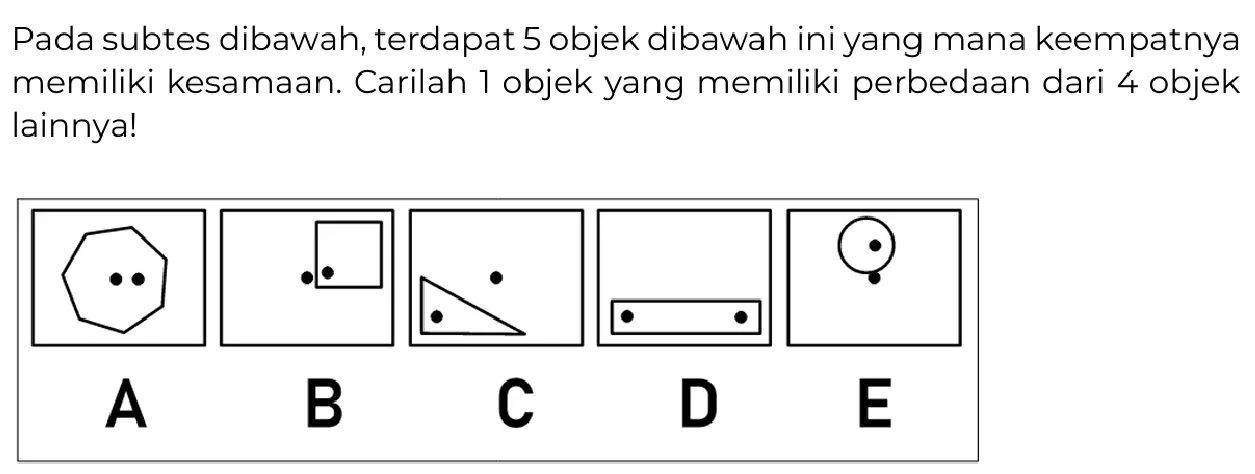 Pada subtes dibawah, terdapat 5 objek dibawah ini yang mana keempatnya
memiliki kesamaan. Carilah 1 objek yang memiliki perbedaan dari 4 objek
lainnya!
A B C D E